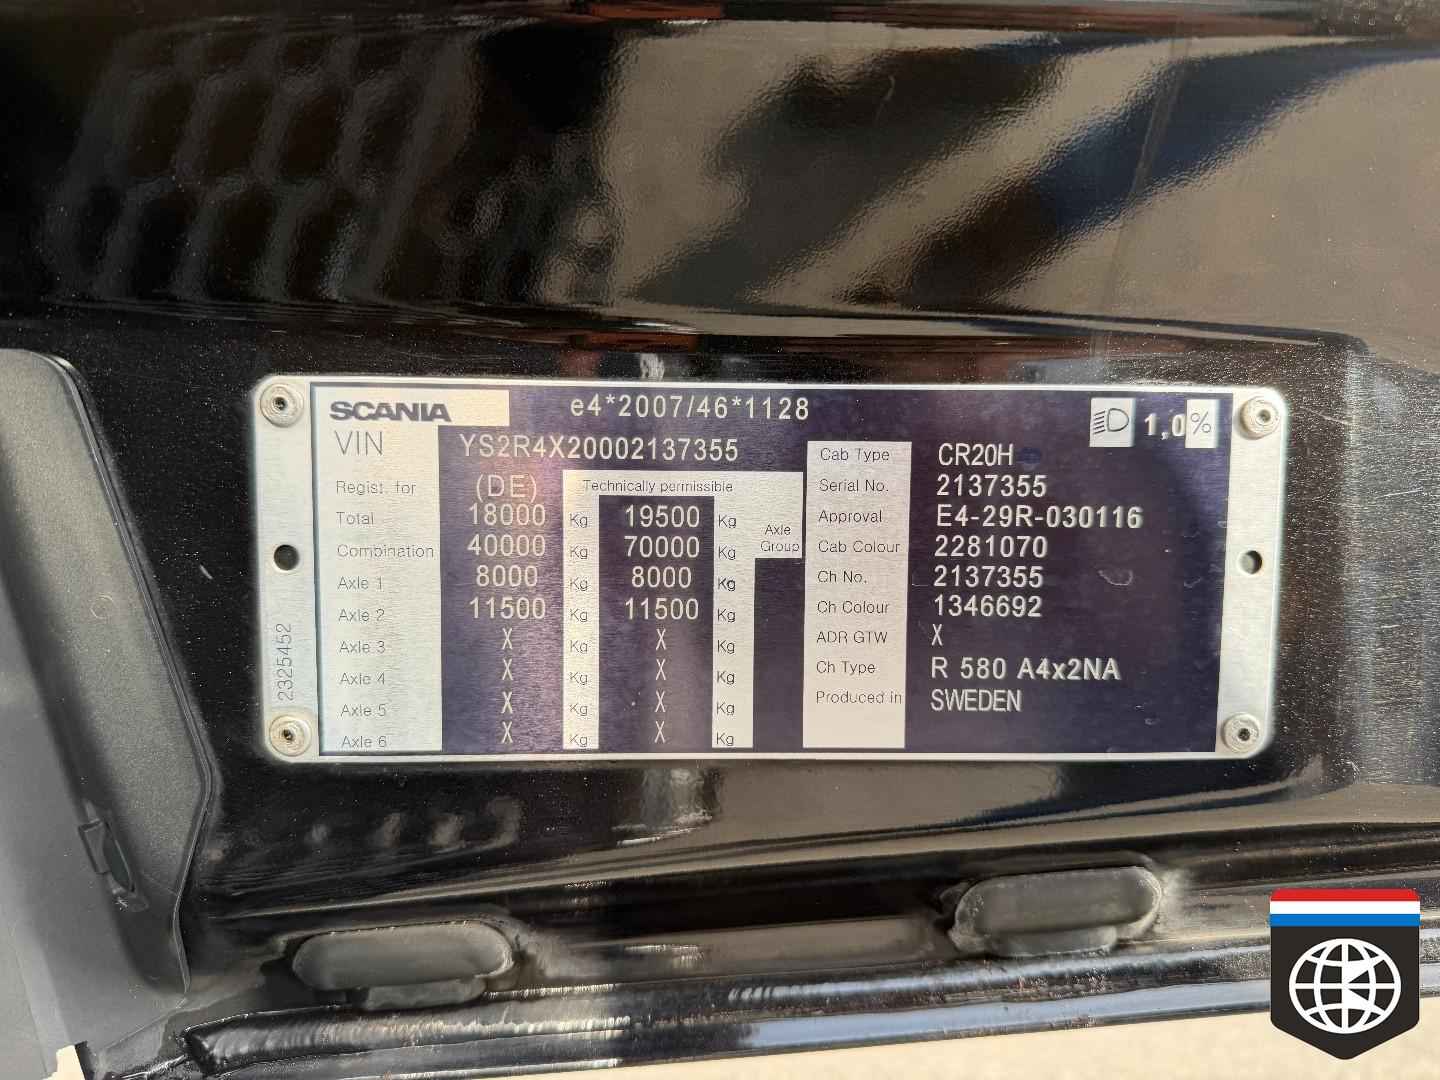 SCANIA
e4*2007/46*1128
1,0%
VIN YS2R4X20002137355
Regist. for (DE) Technically permissible
Total 18000 Kg 19500 Kg
Combination 40000 Kg 70000 Kg
Axle Group
Axle 1 8000 Kg 8000 Kg
Axle 2 11500 Kg 11500 Kg
Axle 3 X Kg X Kg
Axle 4 X Kg X Kg
Axle 5 X Kg X Kg
Axle 6 X Kg X Kg
Cab Type CR20H
Serial No. 2137355
Approval E4-29R-030116
Cab Colour 2281070
Ch No. 2137355
Ch Colour 1346692
ADR GTW X
Ch Type R 580 A4x2NA
Produced in SWEDEN
2325452